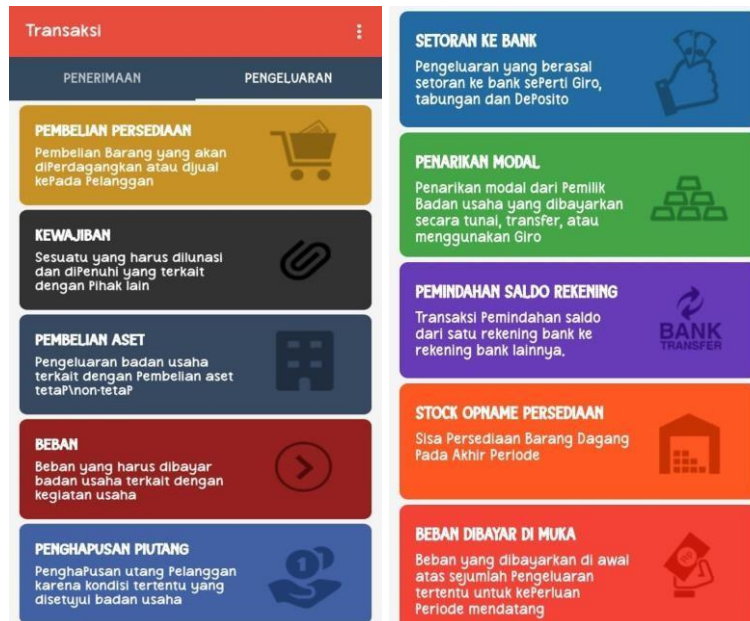 Transaksi
PENERIMAAN
PENGELUARAN
PEMBELIAN PERSEDIAAN
Pembelian Barang yang akan
diPerdagangkan atau dijual
kePada Pelanggan
KEWAJIBAN
Sesuatu yang harus dilunasi
dan diPenuhi yang terkait
dengan Pihak lain
PEMBELIAN ASET
Pengeluaran badan usaha
terkait dengan Pembelian aset
tetaP\non-tetaP
BEBAN
Beban yang harus dibayar
badan usaha terkait dengan
kegiatan usaha
PENGHAPUSAN PIUTANG
PenghaPusan utang Pelanggan
karena kondisi tertentu yang
disetujui badan usaha
1
SETORAN KE BANK
Pengeluaran yang berasal
setoran ke bank sePerti Giro,
tabungan dan DePosito
PENARIKAN MODAL
Penarikan modal dari Pemilik
Badan usaha yang dibayarkan
secara tunai, transfer, atau
menggunakan Giro
PEMINDAHAN SALDO REKENING
Transaksi Pemindahan saldo
dari satu rekening bank ke
rekening bank lainnya.
BANK
TRANSFER
STOCK OPNAME PERSEDIAAN
Sisa Persediaan Barang Dagang
Pada Akhir Periode
BEBAN DIBAYAR DI MUKA
Beban yang dibayarkan di awal
atas sejumlah Pengeluaran
tertentu untuk kePerluan
Periode mendatang